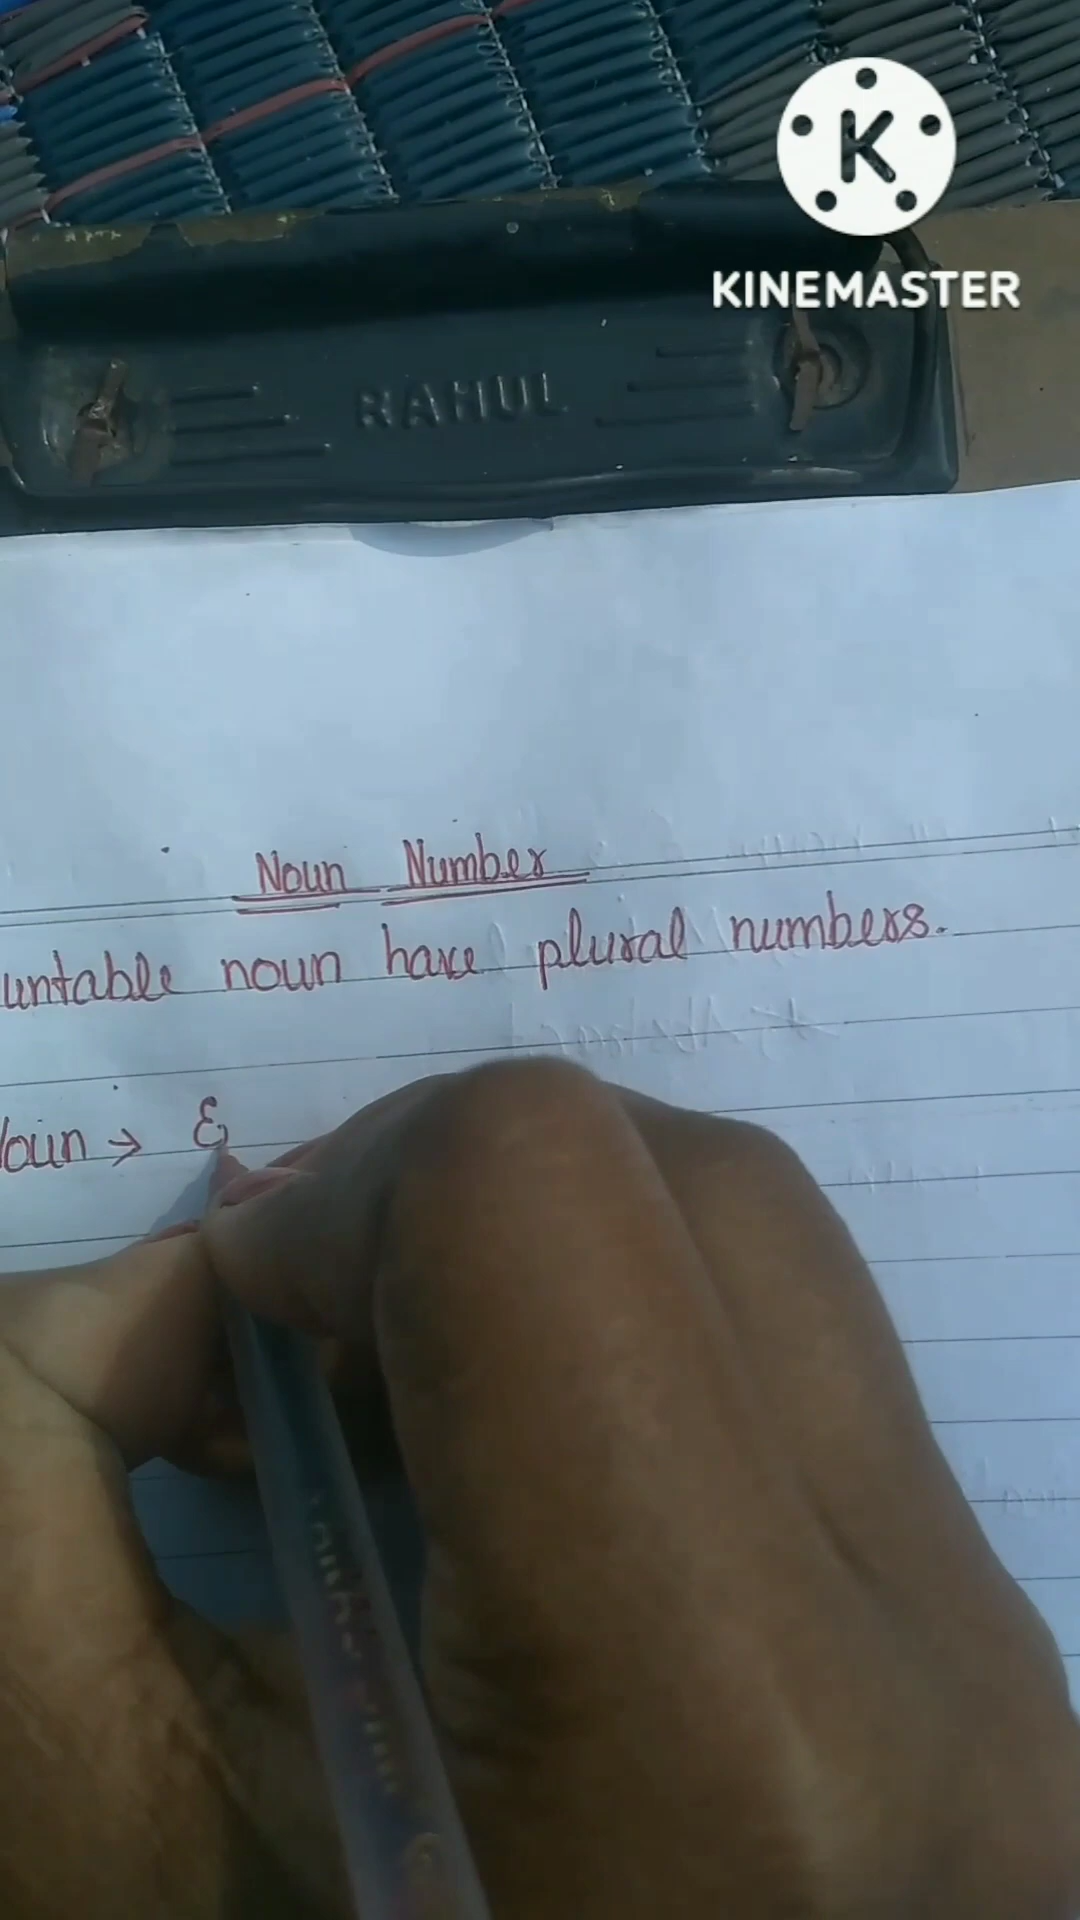 KINEMASTER
RAHUL
Noun Number
untable noun have plural numbers.
oun → E